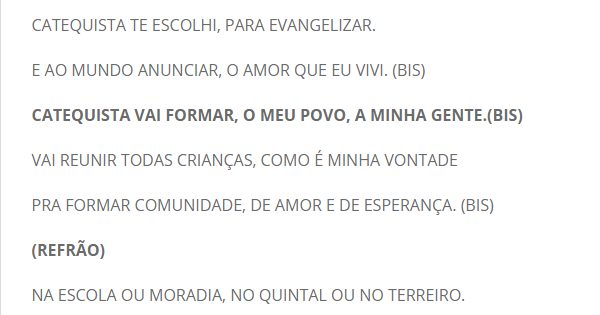 CATEQUISTA TE ESCOLHI, PARA EVANGELIZAR.
E AO MUNDO ANUNCIAR, O AMOR QUE EU VIVI. (BIS)
CATEQUISTA VAI FORMAR, O MEU POVO, A MINHA GENTE.(BIS)
VAI REUNIR TODAS CRIANÇAS, COMO É MINHA VONTADE
PRA FORMAR COMUNIDADE, DE AMOR E DE ESPERANÇA. (BIS)
(REFRÃO)
NA ESCOLA OU MORADIA, NO QUINTAL OU NO TERREIRO.